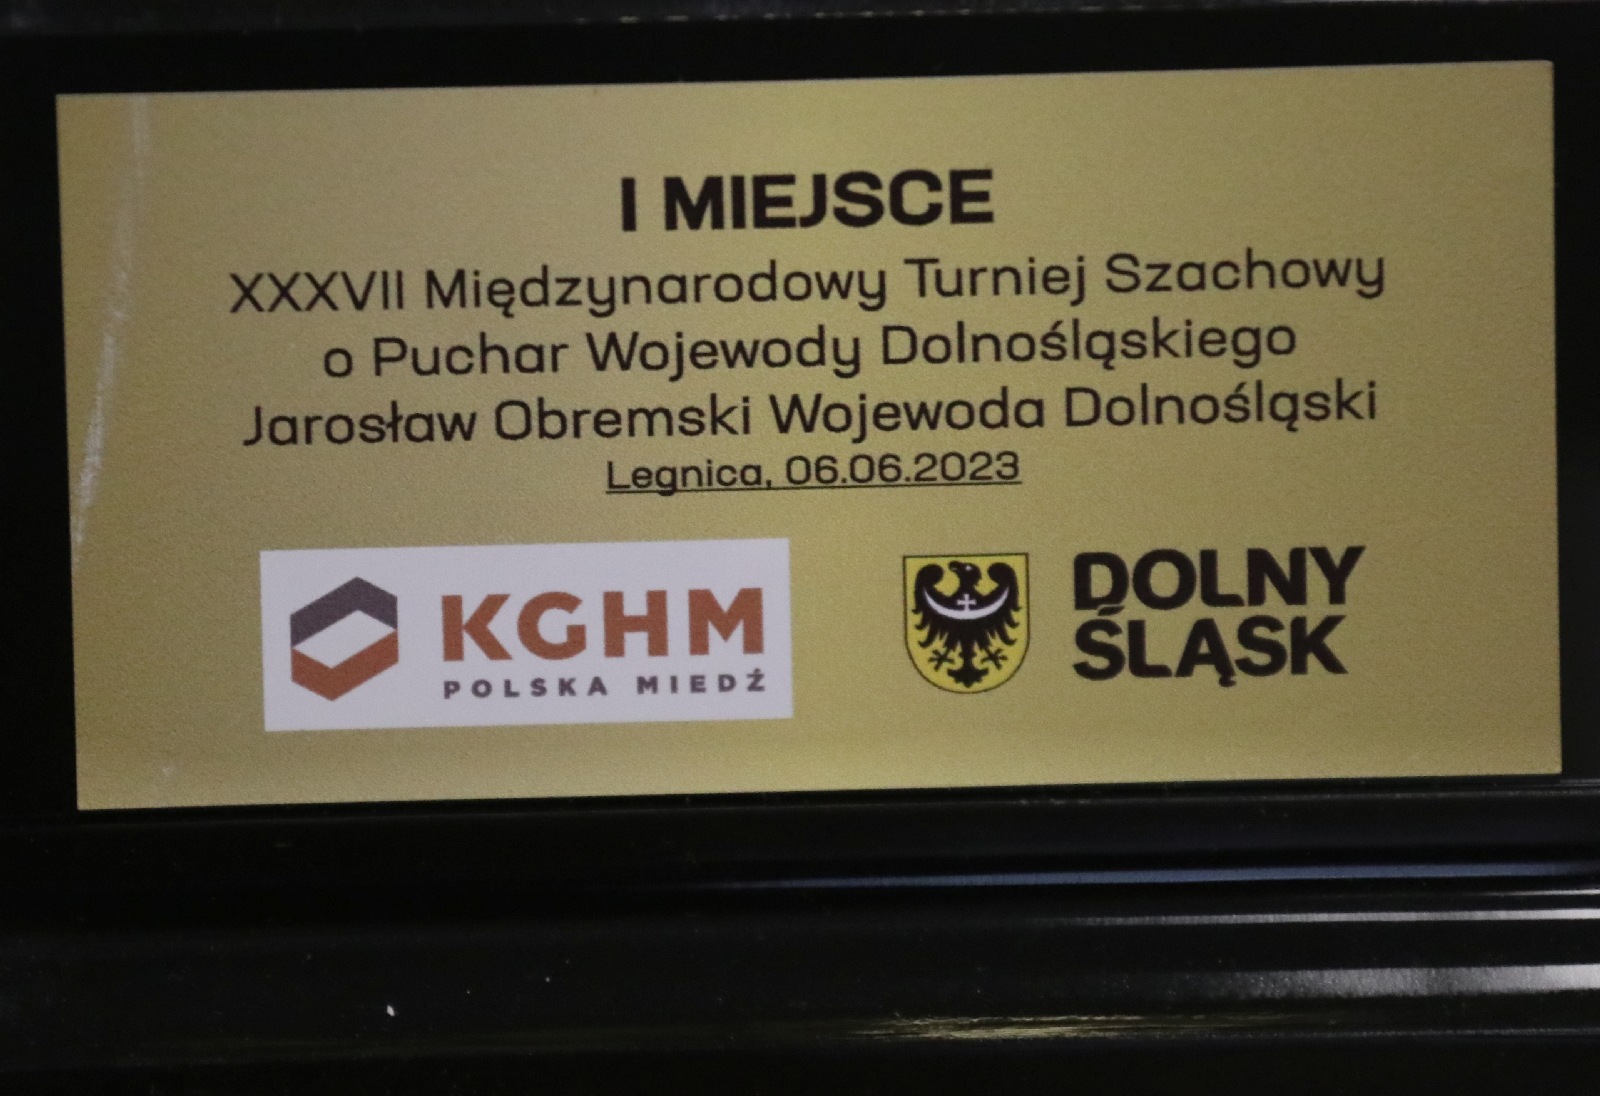 I MIEJSCE
XXXVII Międzynarodowy Turniej Szachowy
o Puchar Wojewody Dolnośląskiego
Jarosław Obremski Wojewoda Dolnośląski
Legnica, 06.06.2023
KGHM
POLSKA MIEDŹ
DOLNY
ŚLĄSK